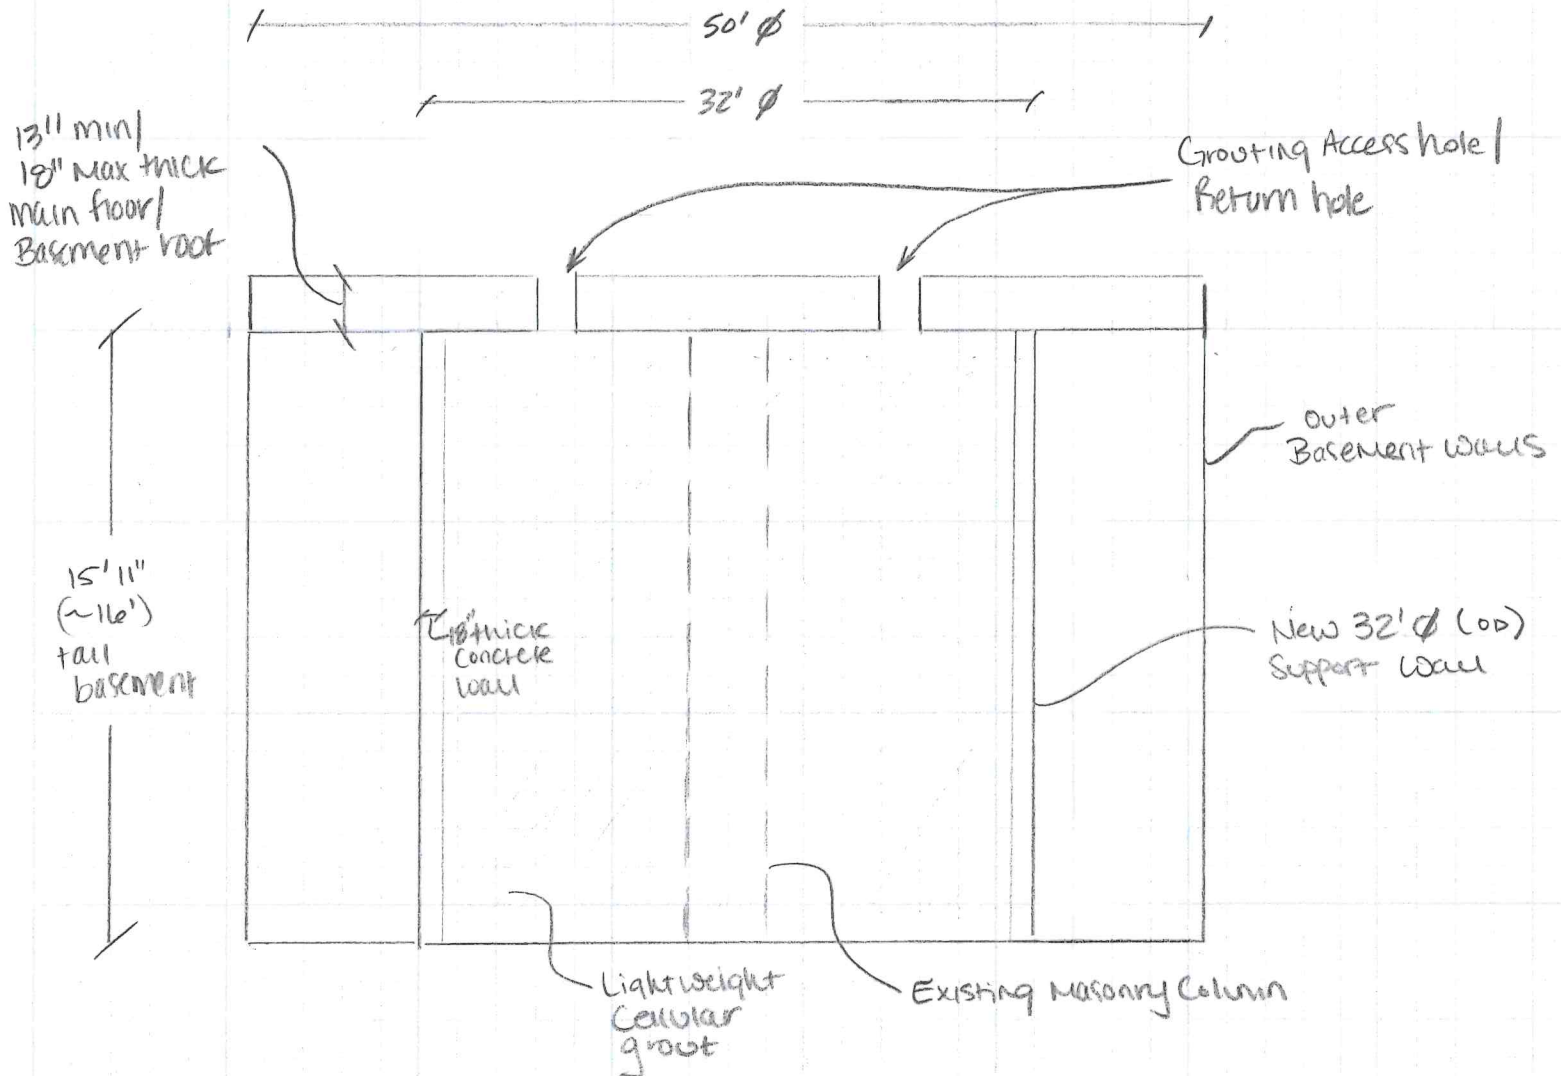 50' Ø
32' Ø
13" min/
18" Max thick
main floor/
Basement roof
Grouting Access hole/
Return hole
outer
Basement walls
15' 11"
(~16')
tall
basement
18" thick
Concrete
wall
New 32' Ø (OD)
Support wall
Lightweight
Cellular
grout
Existing Masonry Column